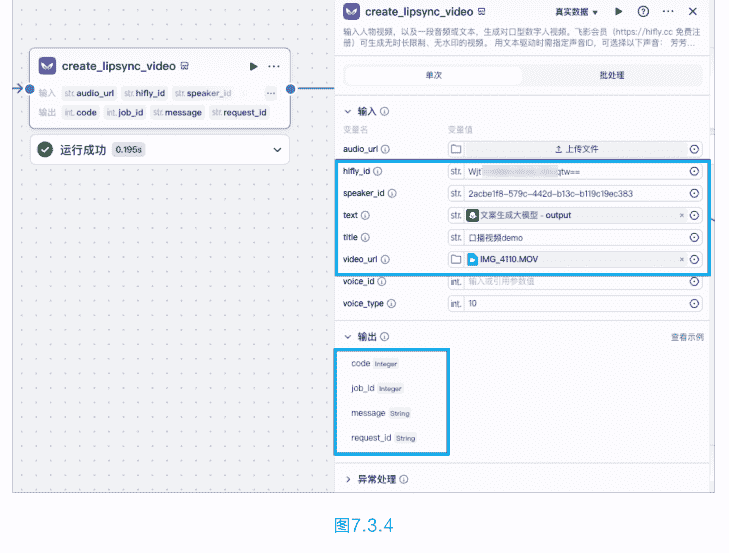 create_lipsync_video
输入 str. audio_url str. hifly_id str. speaker_id ...
输出 int. code int. job_id str. message str. request_id
运行成功 0.195s
create_lipsync_video 真实数据
输入人物视频，以及一段音频或文本，生成对口型数字人视频。飞影会员（https://hifly.cc 免费注
册）可生成无时长限制、无水印的视频。 用文本驱动时需指定声音ID，可选择以下声音： 芳芳...
单次 批处理
输入
变量名 变量值
audio_url 上传文件
hifly_id str. Wjt qtw==
speaker_id str. 2acbe1f8-579c-442d-b13c-b119c19ec383
text str. 文案生成大模型 - output
title str. 口播视频demo
video_url IMG_4110.MOV
voice_id int. 输入或引用参数值
voice_type int. 10
输出 查看示例
code Integer
job_id Integer
message String
request_id String
异常处理
图7.3.4